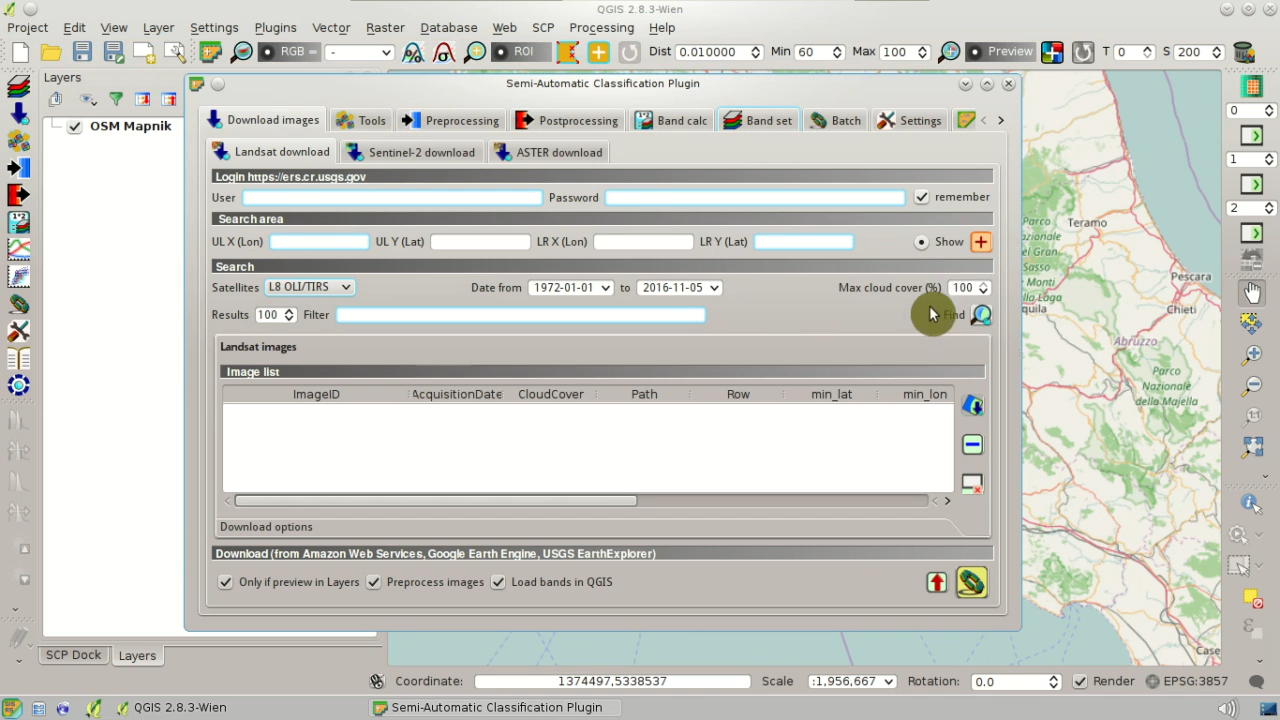 QGIS 2.8.3-Wien
Project Edit View Layer Settings Plugins Vector Raster Database Web SCP Processing Help
RGB = - ROI Dist 0.010000 Min 60 Max 100 Preview T 0 S 200
Layers
OSM Mapnik
Semi-Automatic Classification Plugin
Download images Tools Preprocessing Postprocessing Band calc Band set Batch Settings
Landsat download Sentinel-2 download ASTER download
Login https://ers.cr.usgs.gov
User Password remember
Search area
UL X (Lon) UL Y (Lat) LR X (Lon) LR Y (Lat) Show
Search
Satellites L8 OLI/TIRS Date from 1972-01-01 to 2016-11-05 Max cloud cover (%) 100
Results 100 Filter Find
Landsat images
Image list
ImageID AcquisitionDate CloudCover Path Row min_lat min_lon
Download options
Download (from Amazon Web Services, Google Earth Engine, USGS EarthExplorer)
Only if preview in Layers Preprocess images Load bands in QGIS
Parco
Teramo
Pescara
Chieti
Abruzzo
Parco
Nazionale
della Majella
0
1
2
SCP Dock Layers
Coordinate: 1374497,5338537 Scale :1,956,667 Rotation: 0.0 Render EPSG:3857
QGIS 2.8.3-Wien Semi-Automatic Classification Plugin